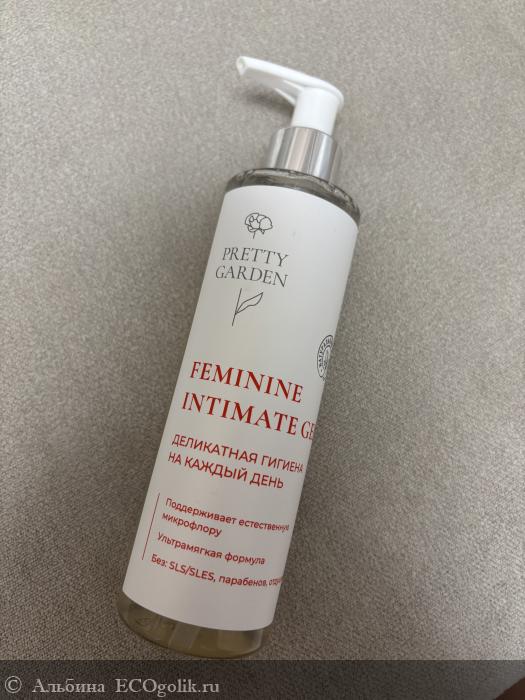 PRETTY
GARDEN
FEMININE
INTIMATE
ДЕЛИКАТНАЯ ГИГИЕНА
НА КАЖДЫЙ ДЕНЬ
Поддерживает естественную
микрофлору
Ультрамягкая формула
Без: SLS/SLES, парабенов,
© Альбина ECOgolik.ru